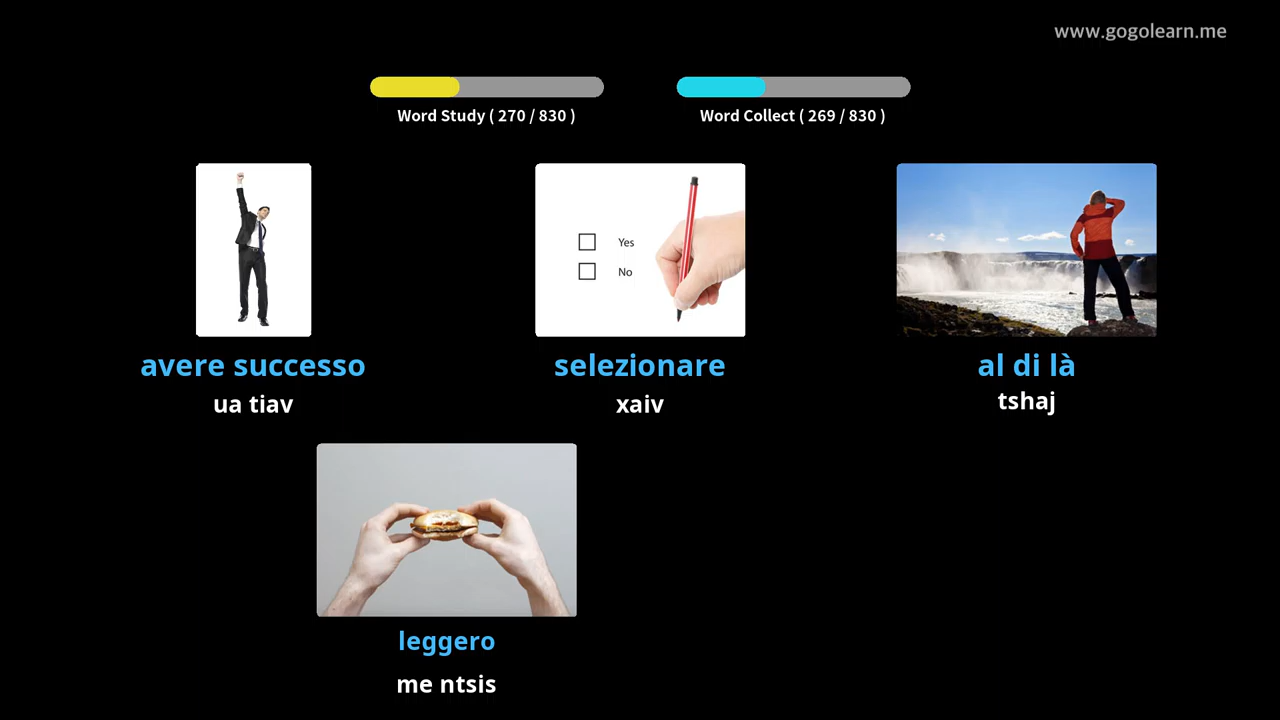 www.gogolearn.me
Word Study ( 270 / 830 )
Word Collect ( 269 / 830 )
Yes
No
avere successo
ua tiav
selezionare
xaiv
al di là
tshaj
leggero
me ntsis